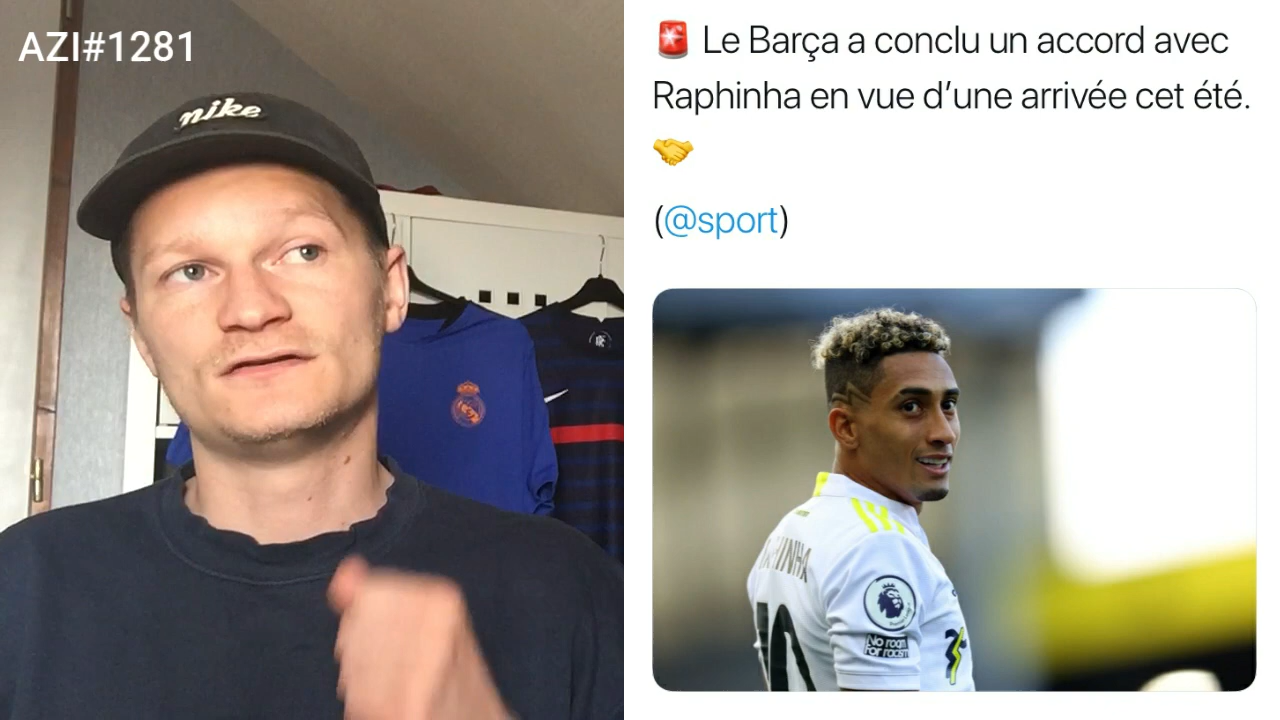 AZI#1281
nike
🚨 Le Barça a conclu un accord avec
Raphinha en vue d’une arrivée cet été.
🤝
(@sport)
No room
for racism